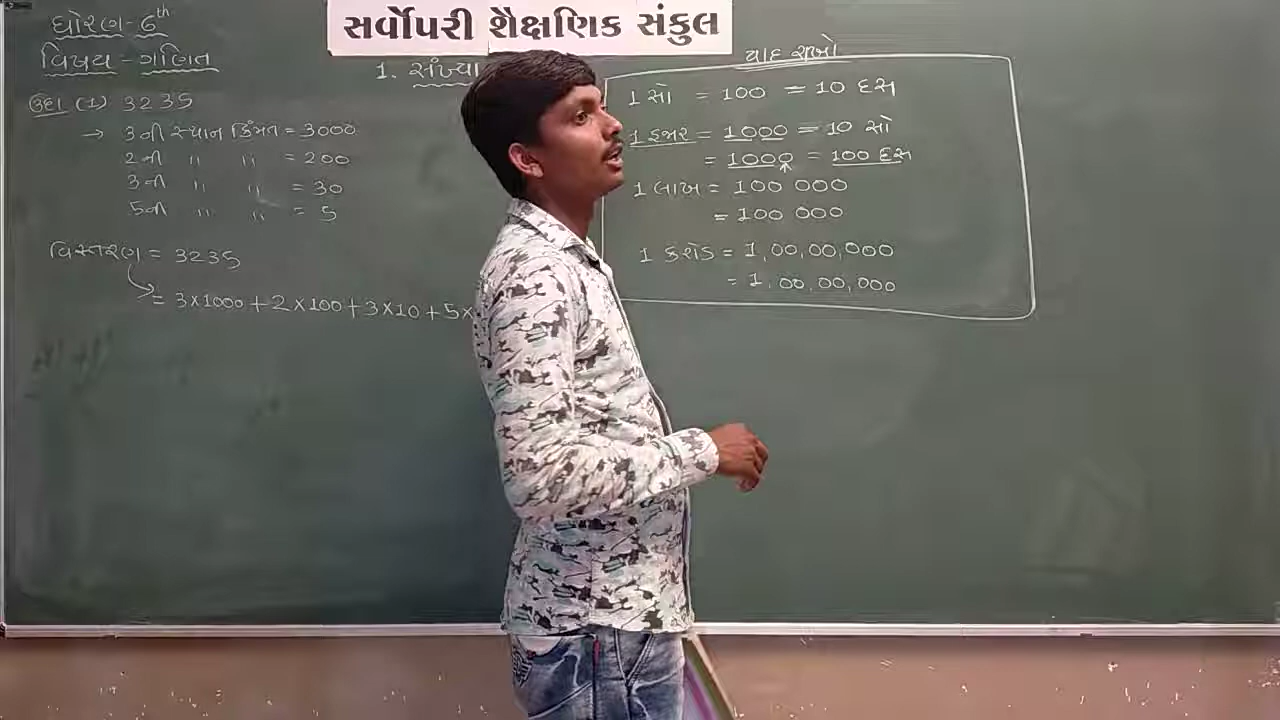 સર્વોપરી શૈક્ષણિક સંકુલ
ધોરણ - 6th
વિષય - ગણિત
1. સંખ્યા
ઉદા (1) 3235
→ 3ની સ્થાન કિંમત = 3000
2ની " " = 200
3ની " " = 30
5ની " " = 5
વિસ્તરણ = 3235
= 3×1000 + 2×100 + 3×10 + 5×
યાદ રાખો
1 સો = 100 = 10 દસ
1 હજાર = 1000 = 10 સો
= 1000 = 100 દસ
1 લાખ = 100 000
= 100 000
1 કરોડ = 1,00,00,000
= 1,00,00,000